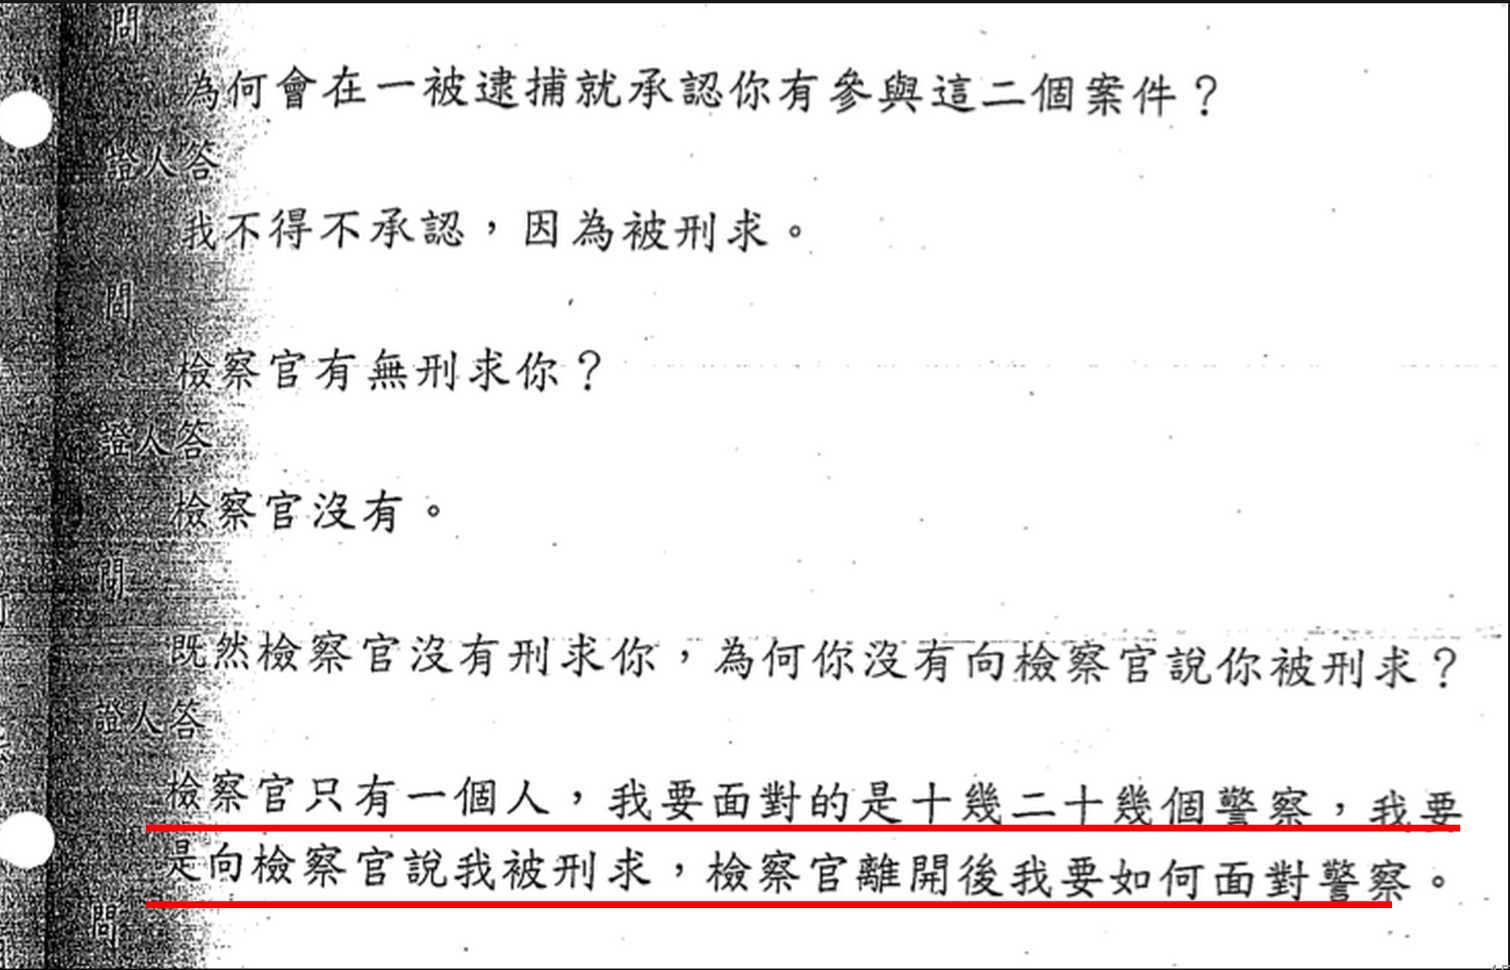 問
為何會在一被逮捕就承認你有參與這二個案件？
證人答
我不得不承認，因為被刑求。
問
檢察官有無刑求你？
證人答
檢察官沒有。
問
既然檢察官沒有刑求你，為何你沒有向檢察官說你被刑求？
證人答
檢察官只有一個人，我要面對的是十幾二十幾個警察，我要
是向檢察官說我被刑求，檢察官離開後我要如何面對警察。
問